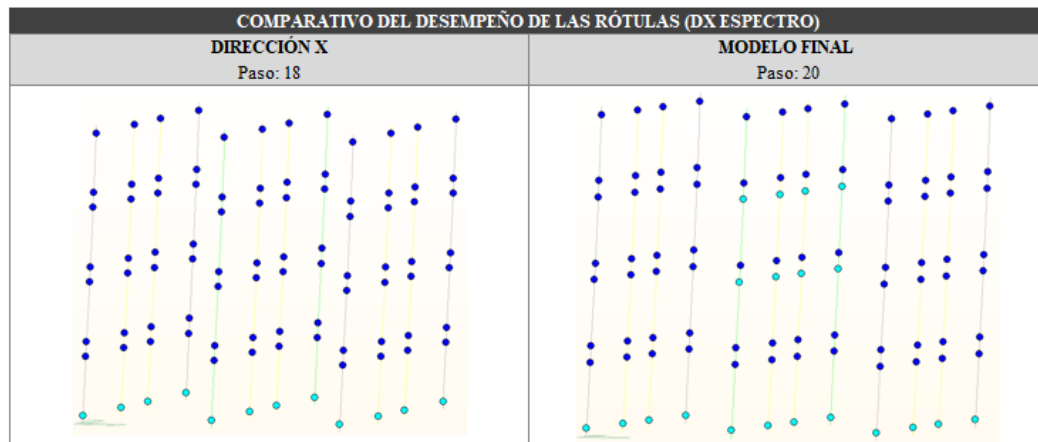 COMPARATIVO DEL DESEMPEÑO DE LAS RÓTULAS (DX ESPECTRO)
DIRECCIÓN X
Paso: 18
MODELO FINAL
Paso: 20